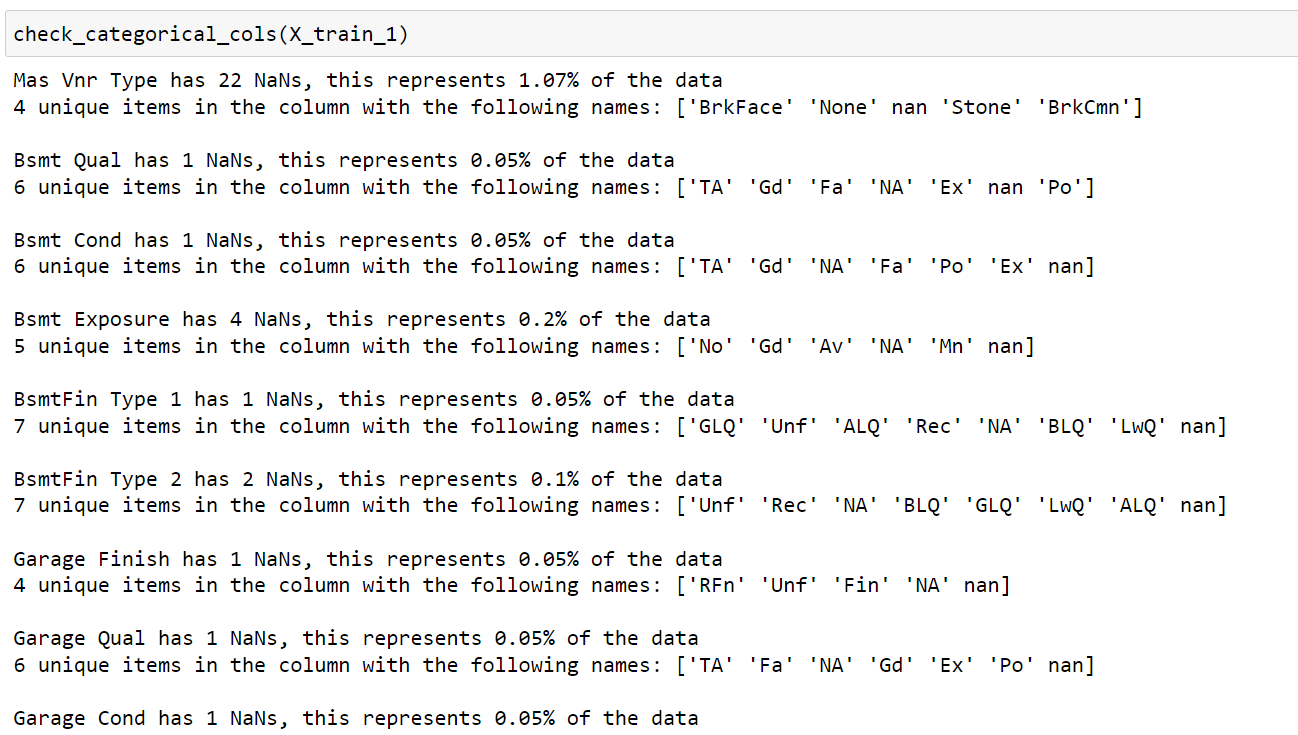 check_categorical_cols(X_train_1)
Mas Vnr Type has 22 NaNs, this represents 1.07% of the data
4 unique items in the column with the following names: ['BrkFace' 'None' nan 'Stone' 'BrkCmn']
Bsmt Qual has 1 NaNs, this represents 0.05% of the data
6 unique items in the column with the following names: ['TA' 'Gd' 'Fa' 'NA' 'Ex' nan 'Po']
Bsmt Cond has 1 NaNs, this represents 0.05% of the data
6 unique items in the column with the following names: ['TA' 'Gd' 'NA' 'Fa' 'Po' 'Ex' nan]
Bsmt Exposure has 4 NaNs, this represents 0.2% of the data
5 unique items in the column with the following names: ['No' 'Gd' 'Av' 'NA' 'Mn' nan]
BsmtFin Type 1 has 1 NaNs, this represents 0.05% of the data
7 unique items in the column with the following names: ['GLQ' 'Unf' 'ALQ' 'Rec' 'NA' 'BLQ' 'LwQ' nan]
BsmtFin Type 2 has 2 NaNs, this represents 0.1% of the data
7 unique items in the column with the following names: ['Unf' 'Rec' 'NA' 'BLQ' 'GLQ' 'LwQ' 'ALQ' nan]
Garage Finish has 1 NaNs, this represents 0.05% of the data
4 unique items in the column with the following names: ['RFn' 'Unf' 'Fin' 'NA' nan]
Garage Qual has 1 NaNs, this represents 0.05% of the data
6 unique items in the column with the following names: ['TA' 'Fa' 'NA' 'Gd' 'Ex' 'Po' nan]
Garage Cond has 1 NaNs, this represents 0.05% of the data